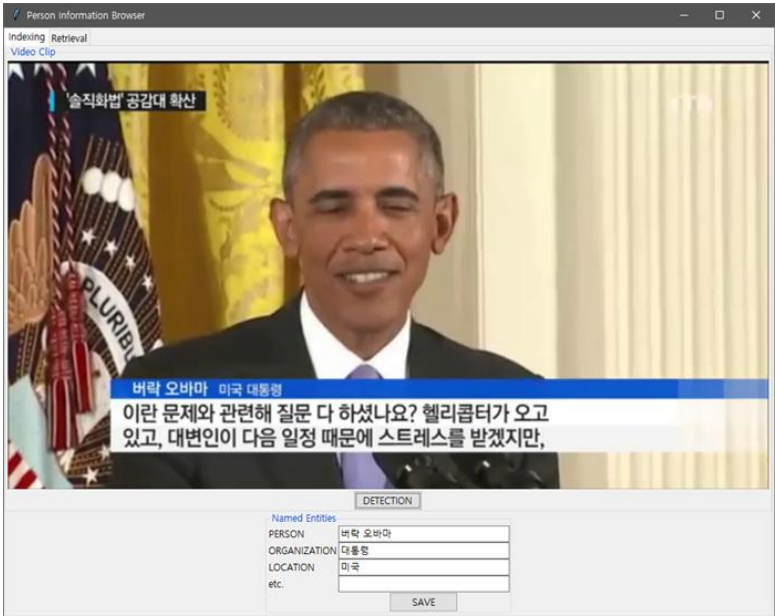 Person Information Browser
Indexing Retrieval
Video Clip
'솔직화법' 공감대 확산
PLURIBU
버락 오바마 미국 대통령
이란 문제와 관련해 질문 다 하셨나요? 헬리콥터가 오고
있고, 대변인이 다음 일정 때문에 스트레스를 받겠지만,
DETECTION
Named Entities
PERSON 버락 오바마
ORGANIZATION 대통령
LOCATION 미국
etc.
SAVE